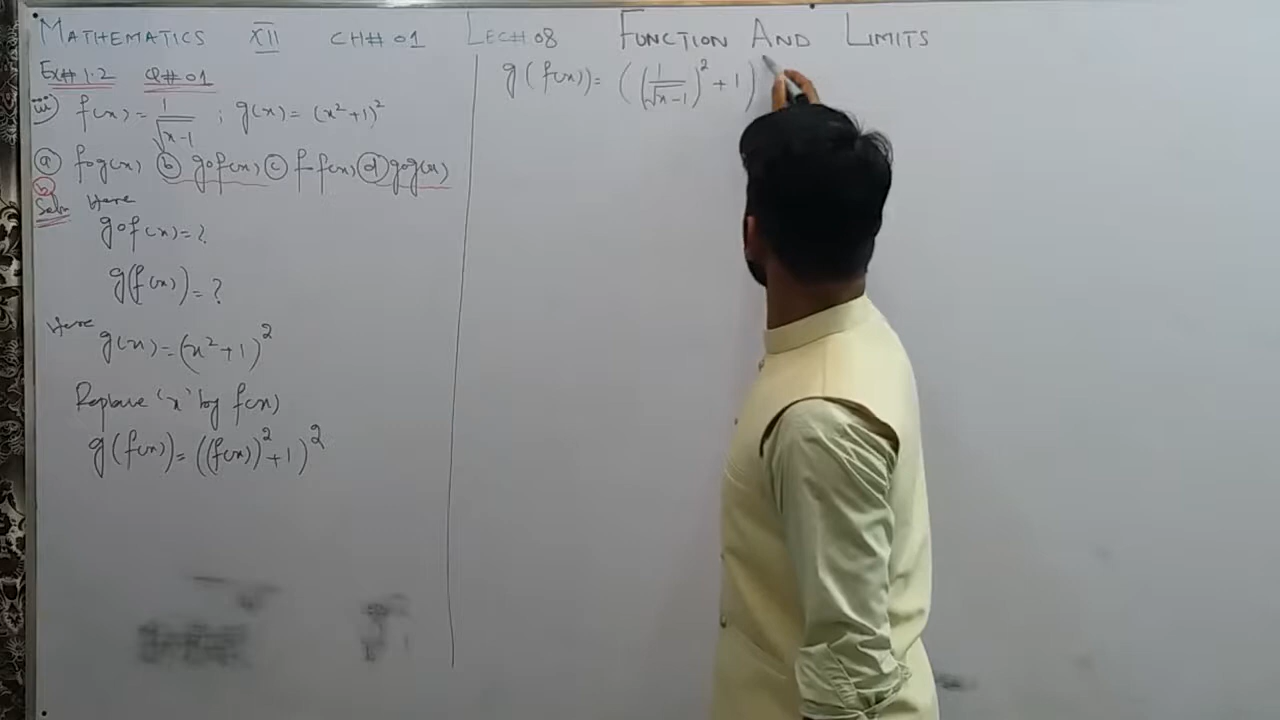 MATHEMATICS XII CH# 01 LEC# 08 FUNCTION AND LIMITS
Ex# 1.2 Q# 01
iii) f(x) = 1/√(x-1) ; g(x) = (x²+1)²
(a) fog(x) (b) gof(x) (c) f-f(x) (d) gog(x)
(b)
Soln Here
gof(x) = ?
g(f(x)) = ?
Here g(x) = (x²+1)²
Replace 'x' by f(x)
g(f(x)) = ((f(x))²+1)²
g(f(x)) = ((1/√(x-1))²+1)